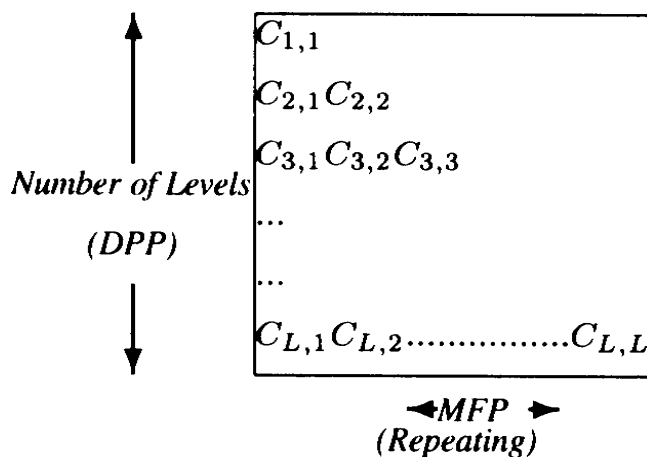 C1,1
C2,1C2,2
C3,1C3,2C3,3
Number of Levels
...
(DPP)
...
CL,1CL,2................CL,L
MFP
(Repeating)